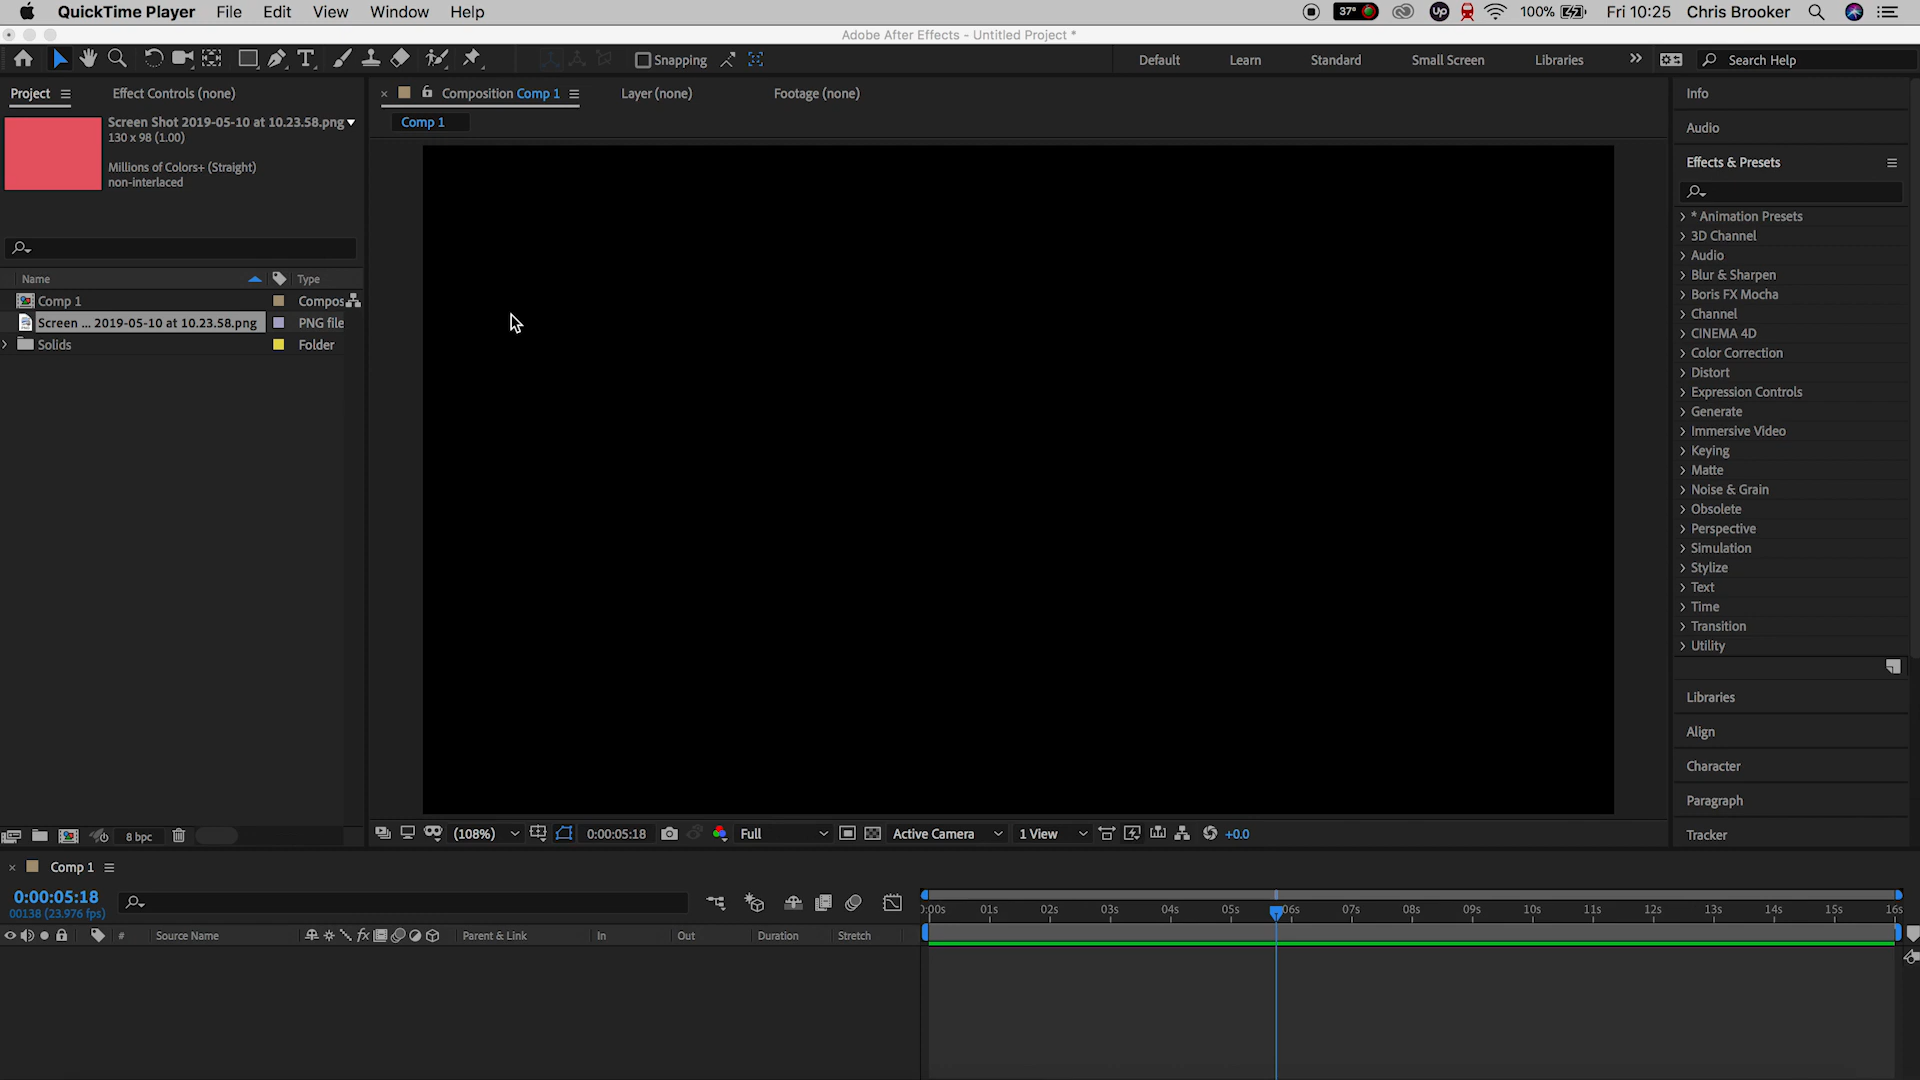 QuickTime Player File Edit View Window Help 37° Up 100% Fri 10:25 Chris Brooker
Adobe After Effects - Untitled Project *
Snapping Default Learn Standard Small Screen Libraries Search Help
Project Effect Controls (none) Composition Comp 1 Layer (none) Footage (none) Info
Comp 1
Screen Shot 2019-05-10 at 10.23.58.png
130 x 98 (1.00)
Millions of Colors+ (Straight)
non-interlaced
Name Type
Comp 1 Compos
Screen ... 2019-05-10 at 10.23.58.png PNG file
Solids Folder
Audio
Effects & Presets
* Animation Presets
3D Channel
Audio
Blur & Sharpen
Boris FX Mocha
Channel
CINEMA 4D
Color Correction
Distort
Expression Controls
Generate
Immersive Video
Keying
Matte
Noise & Grain
Obsolete
Perspective
Simulation
Stylize
Text
Time
Transition
Utility
Libraries
Align
Character
Paragraph
Tracker
8 bpc (108%) 0:00:05:18 Full Active Camera 1 View +0.0
Comp 1
0:00:05:18
00138 (23.976 fps)
0:00s 01s 02s 03s 04s 05s 06s 07s 08s 09s 10s 11s 12s 13s 14s 15s 16s
# Source Name fx Parent & Link In Out Duration Stretch